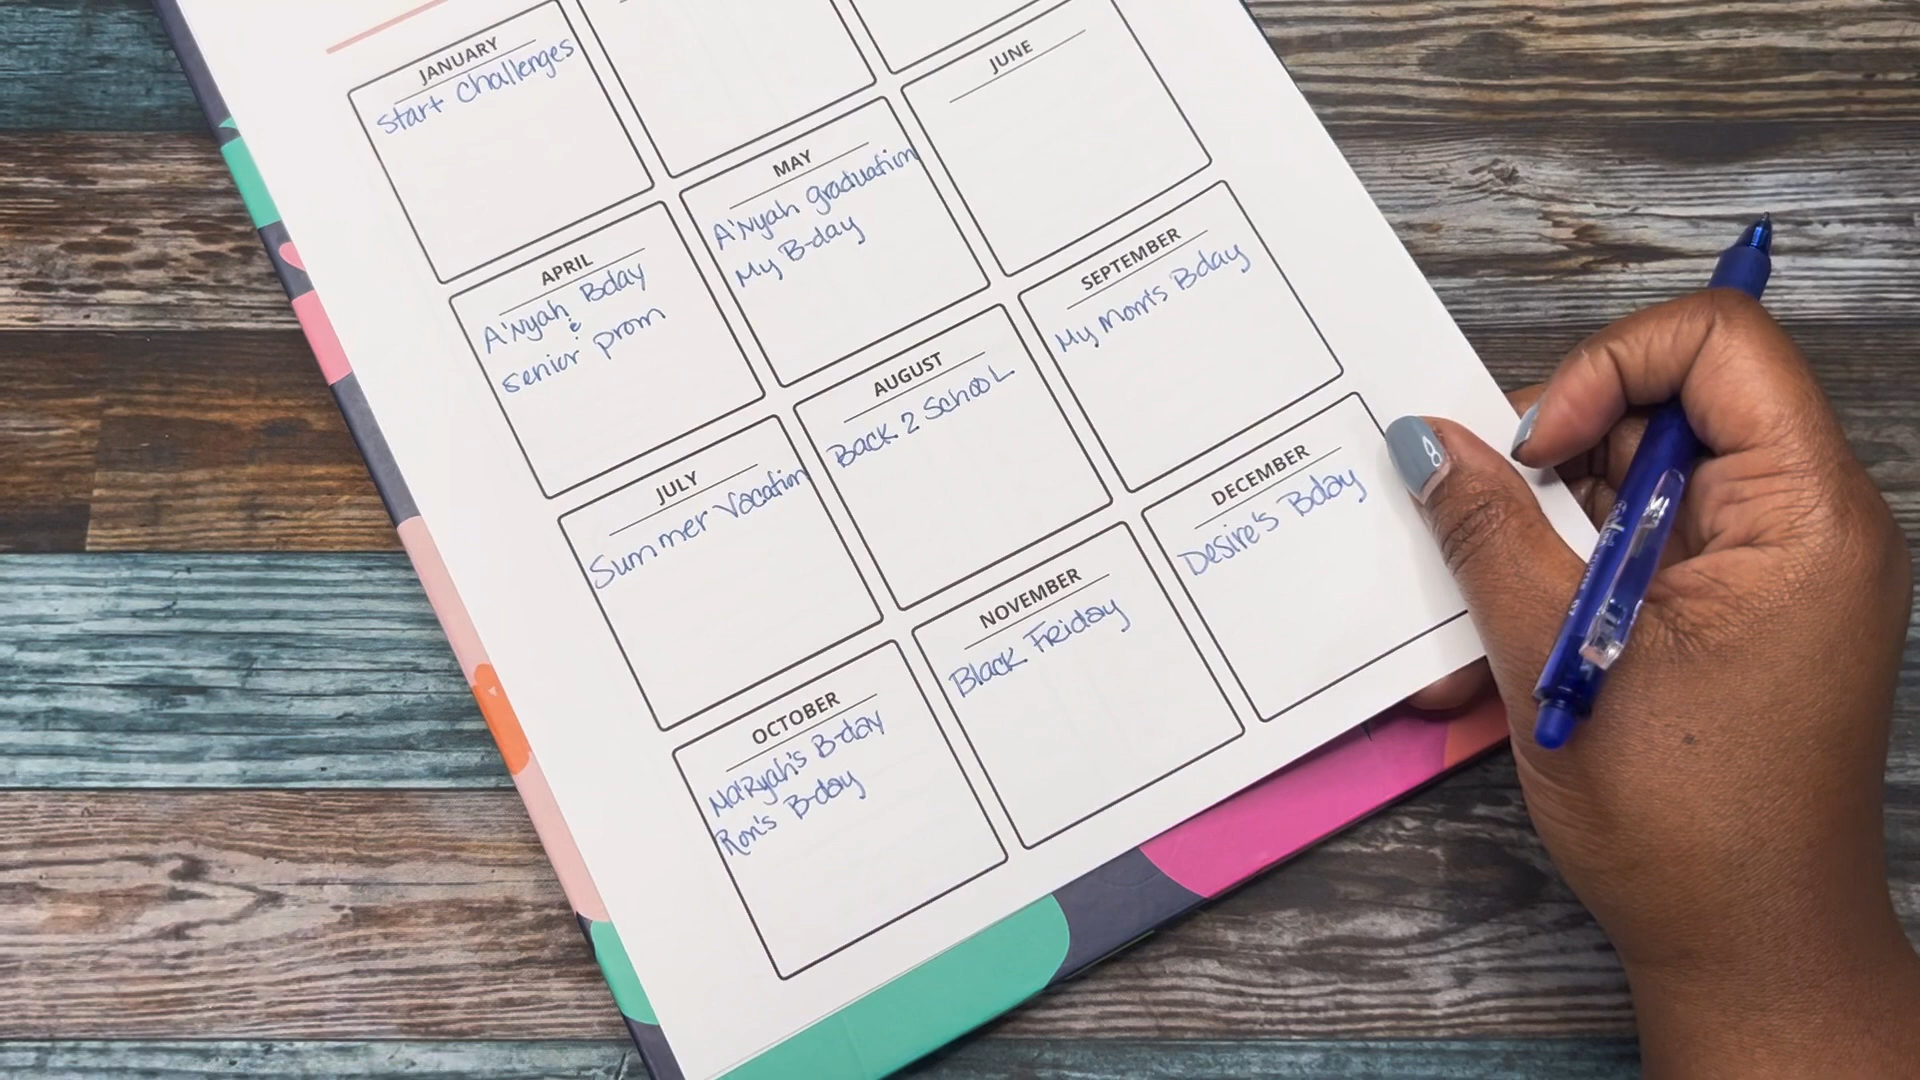 JANUARY
Start Challenges
JUNE
APRIL
A'Nyah Bday
&
senior prom
MAY
A'Nyah graduation
My B-day
JULY
Summer Vacation
AUGUST
Back 2 School
SEPTEMBER
My Mom's Bday
OCTOBER
Ma'Ryah's B-day
Ron's B-day
NOVEMBER
Black Friday
DECEMBER
Desire's Bday